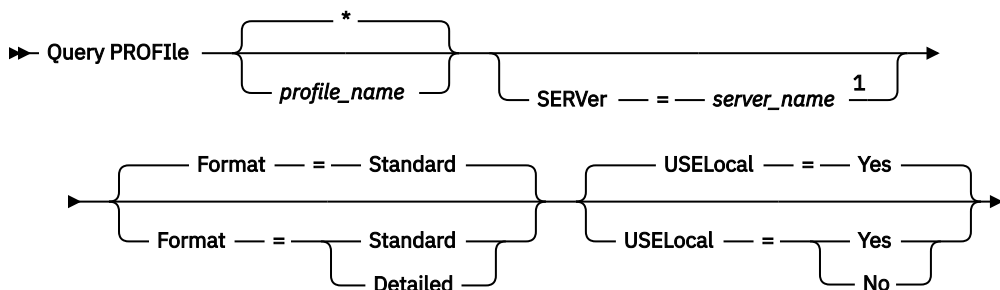 *
Query PROFIle
profile_name
SERVer = server_name 1
Format = Standard
USELocal = Yes
Format = Standard
USELocal = Yes
Detailed
No